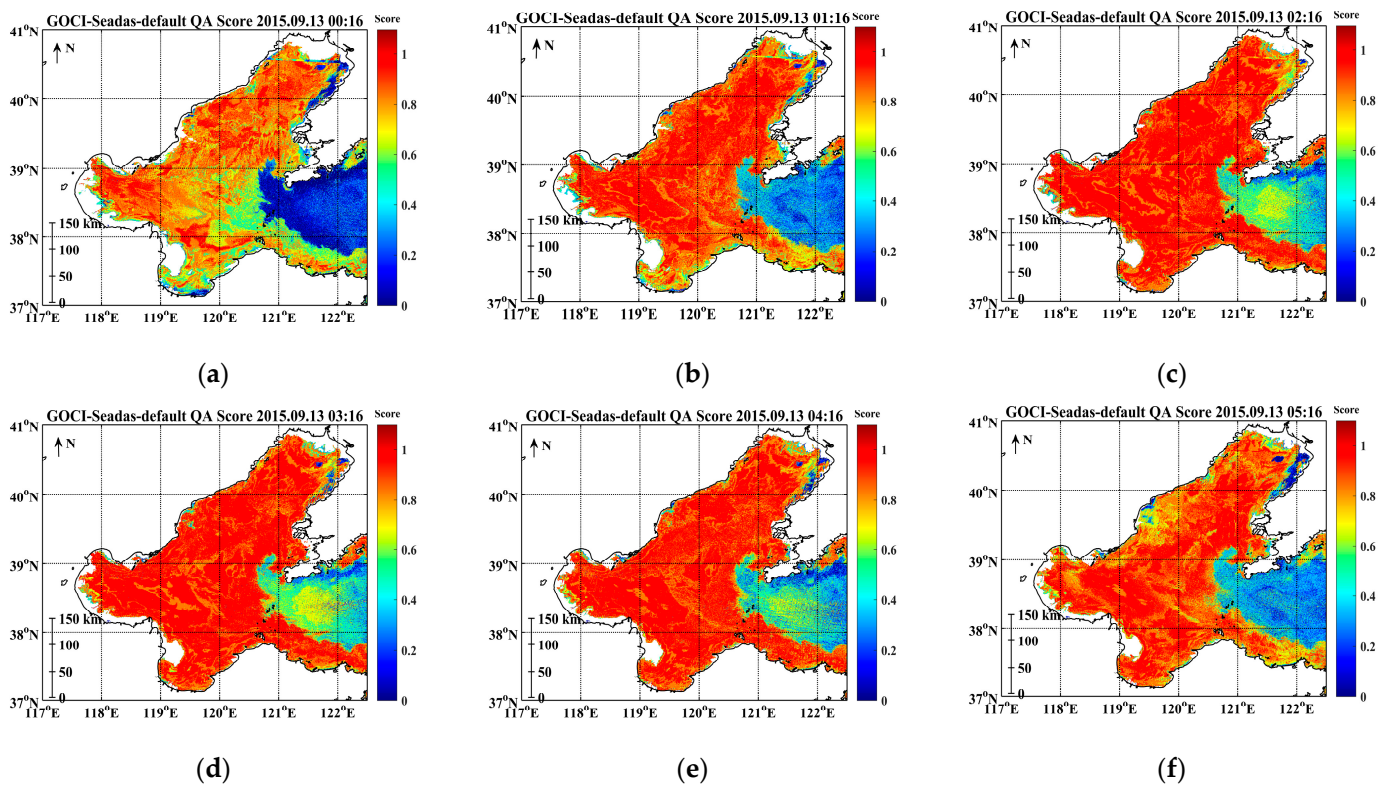 GOCI-Seadas-default QA Score 2015.09.13 00:16 Score
41°N
N
40°N
39°N
38°N
37°N
150 km
100
50
0
117°E 118°E 119°E 120°E 121°E 122°E
1
0.8
0.6
0.4
0.2
0
(a)
GOCI-Seadas-default QA Score 2015.09.13 01:16 Score
41°N
N
40°N
39°N
38°N
37°N
150 km
100
50
0
117°E 118°E 119°E 120°E 121°E 122°E
1
0.8
0.6
0.4
0.2
0
(b)
GOCI-Seadas-default QA Score 2015.09.13 02:16 Score
41°N
N
40°N
39°N
38°N
37°N
150 km
100
50
0
117°E 118°E 119°E 120°E 121°E 122°E
1
0.8
0.6
0.4
0.2
0
(c)
GOCI-Seadas-default QA Score 2015.09.13 03:16 Score
41°N
N
40°N
39°N
38°N
37°N
150 km
100
50
0
117°E 118°E 119°E 120°E 121°E 122°E
1
0.8
0.6
0.4
0.2
0
(d)
GOCI-Seadas-default QA Score 2015.09.13 04:16 Score
41°N
N
40°N
39°N
38°N
37°N
150 km
100
50
0
117°E 118°E 119°E 120°E 121°E 122°E
1
0.8
0.6
0.4
0.2
0
(e)
GOCI-Seadas-default QA Score 2015.09.13 05:16 Score
41°N
N
40°N
39°N
38°N
37°N
150 km
100
50
0
117°E 118°E 119°E 120°E 121°E 122°E
1
0.8
0.6
0.4
0.2
0
(f)